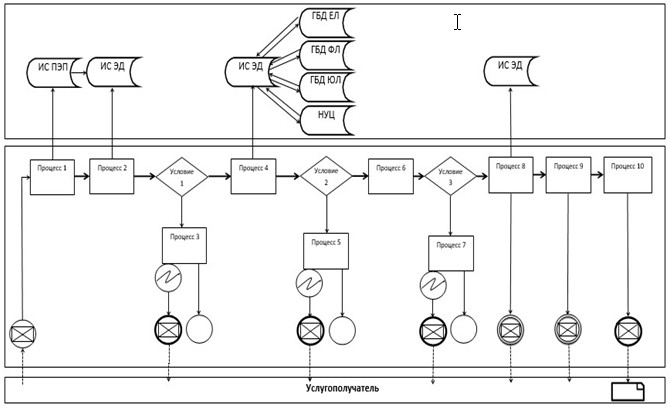 ГБД ЕЛ
ИС ПЭП
ИС ЭД
ИС ЭД
ГБД ФЛ
ИС ЭД
ГБД ЮЛ
НУЦ
Процесс 1
Процесс 2
Условие
1
Процесс 4
Условие
2
Процесс 6
Условие
3
Процесс 8
Процесс 9
Процесс 10
Процесс 3
Процесс 5
Процесс 7
Услугополучатель